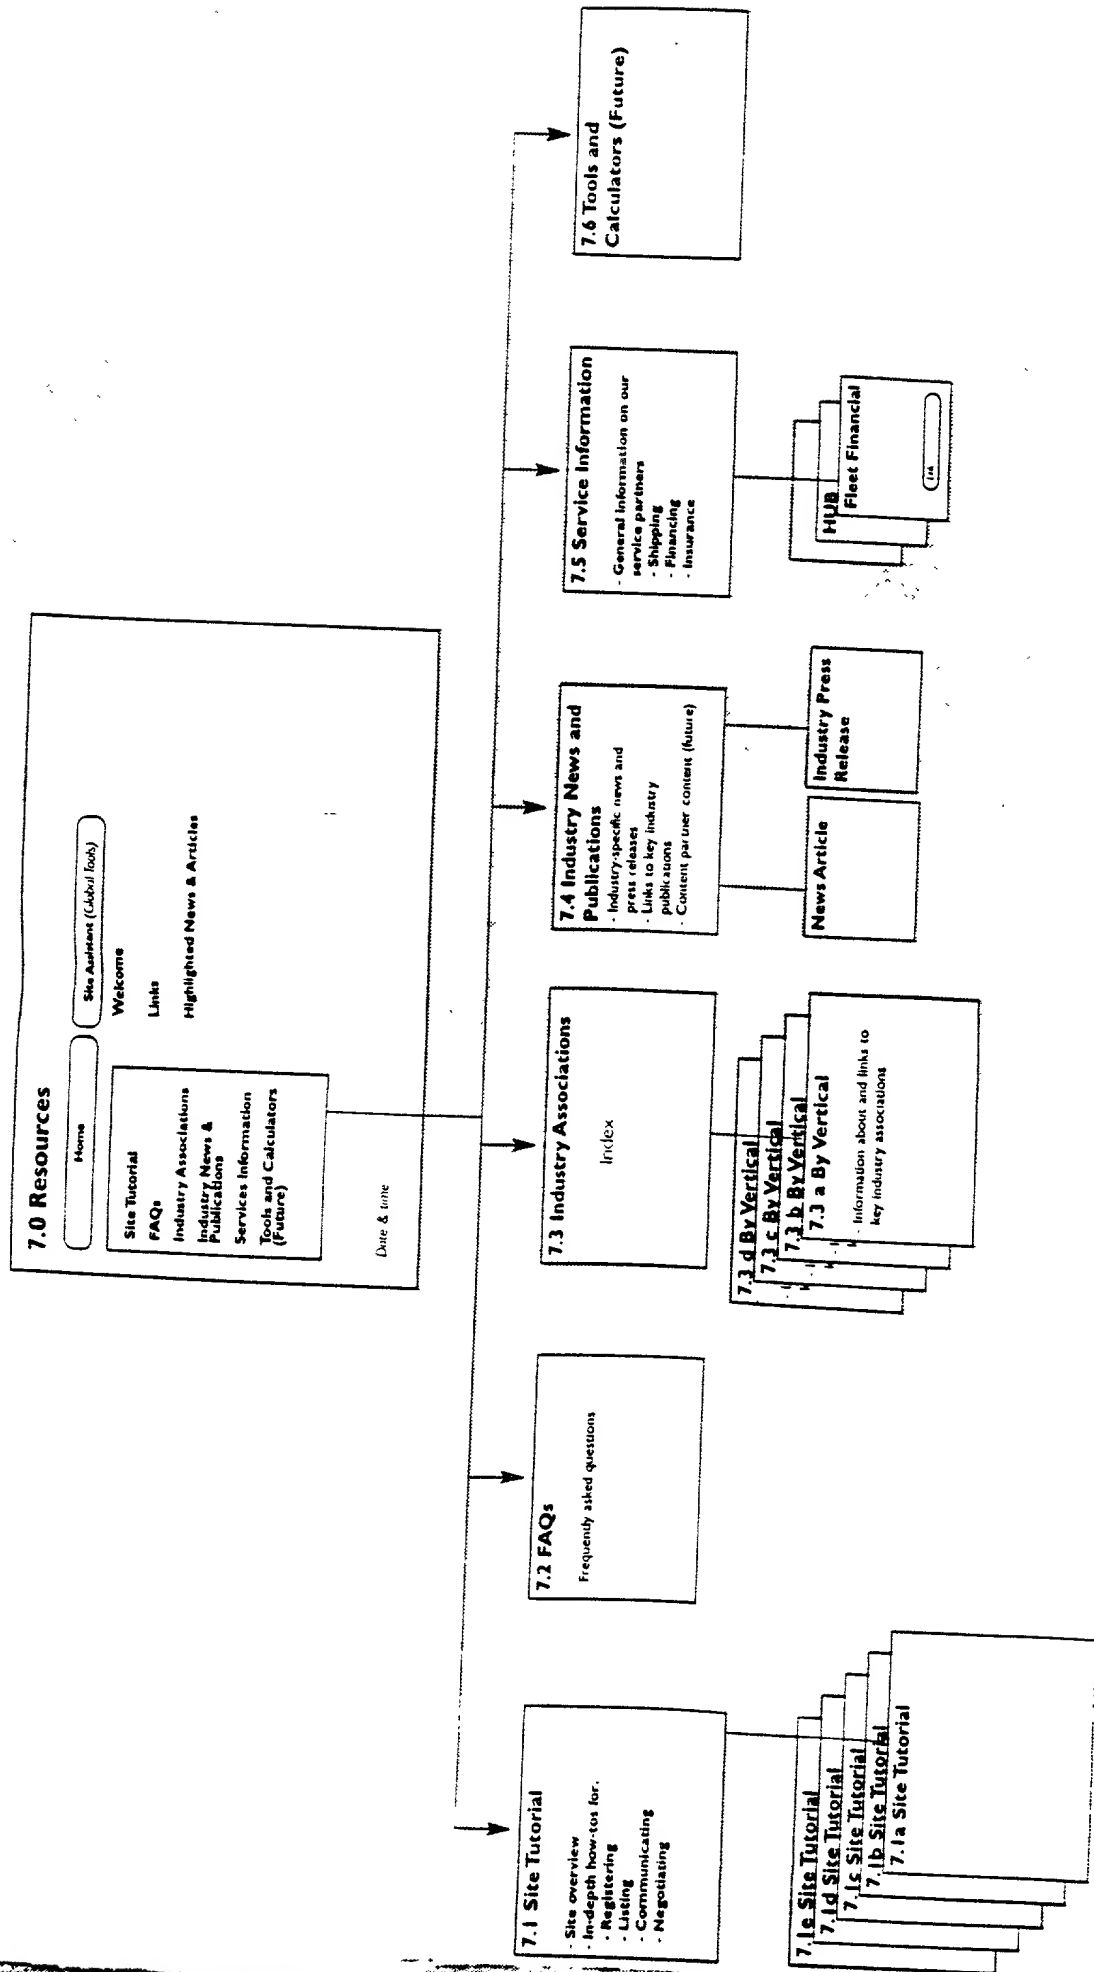 7.0 Resources
Home
Site Assistant (Global Tools)
Site Tutorial
FAQs
Industry Associations
Industry News &
Publications
Services Information
Tools and Calculators
(Future)
Welcome
Links
Highlighted News & Articles
Date & time
7.1 Site Tutorial
- Site overview
- In-depth how-tos for.
- Registering
- Listing
- Communicating
- Negotiating
7.1e Site Tutorial
7.1d Site Tutorial
7.1c Site Tutorial
7.1b Site Tutorial
7.1a Site Tutorial
7.2 FAQs
Frequently asked questions
7.3 Industry Associations
Index
7.3 d By Vertical
7.3 c By Vertical
7.3 b By Vertical
7.3 a By Vertical
- Information about and links to
key industry associations
7.4 Industry News and
Publications
- Industry-specific news and
press releases
- Links to key industry
publications
- Content partner content (future)
News Article
Industry Press
Release
7.5 Service Information
- General information on our
service partners
- Shipping
- Financing
- Insurance
HUB
Fleet Financial
7.6 Tools and
Calculators (Future)